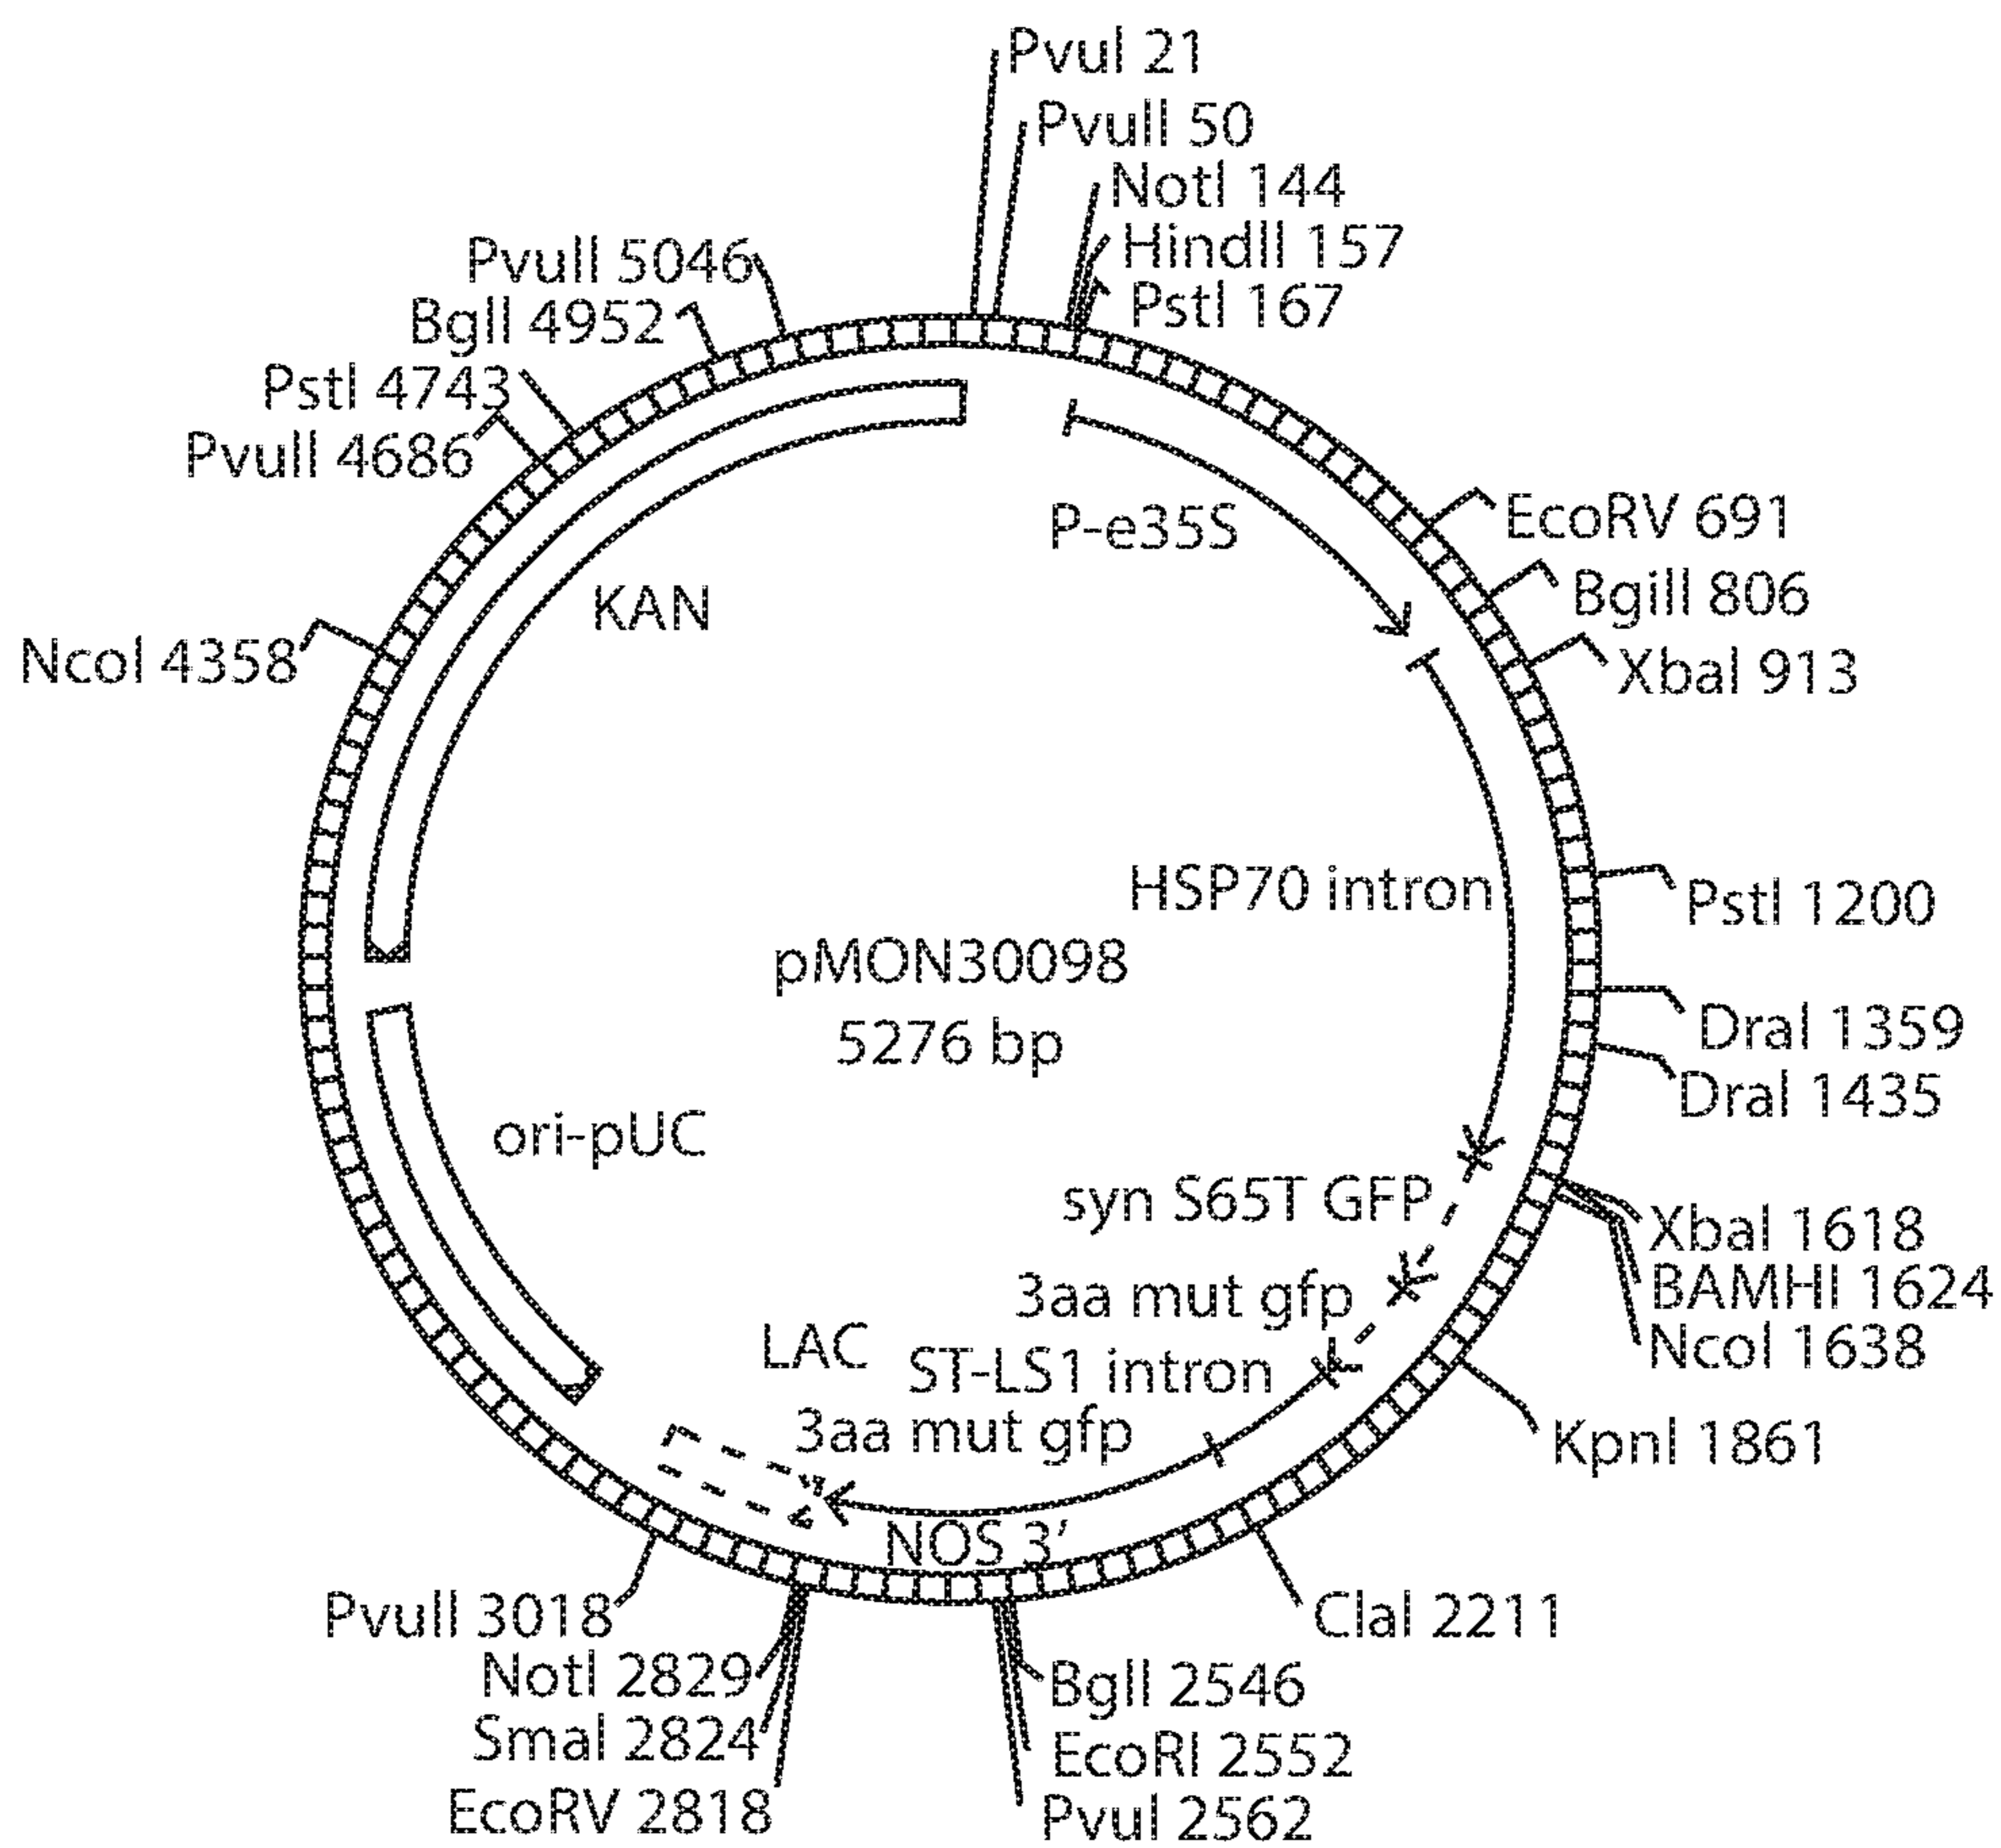 PvuI 21
PvuII 50
NotI 144
HindII 157
PstI 167
PvuII 5046
BglI 4952
PstI 4743
PvuII 4686
EcoRV 691
BgiII 806
XbaI 913
P-e35S
KAN
NcoI 4358
HSP70 intron
PstI 1200
pMON30098
5276 bp
DraI 1359
DraI 1435
ori-pUC
syn S65T GFP
XbaI 1618
BAMHI 1624
NcoI 1638
3aa mut gfp
LAC
ST-LS1 intron
3aa mut gfp
KpnI 1861
NOS 3'
ClaI 2211
PvuII 3018
NotI 2829
SmaI 2824
EcoRV 2818
BglI 2546
EcoRI 2552
PvuI 2562